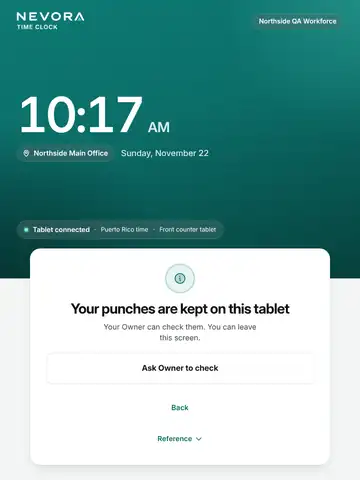 NEVORA
TIME CLOCK
Northside QA Workforce
10:17 AM
Northside Main Office
Sunday, November 22
Tablet connected · Puerto Rico time · Front counter tablet
Your punches are kept on this tablet
Your Owner can check them. You can leave
this screen.
Ask Owner to check
Back
Reference